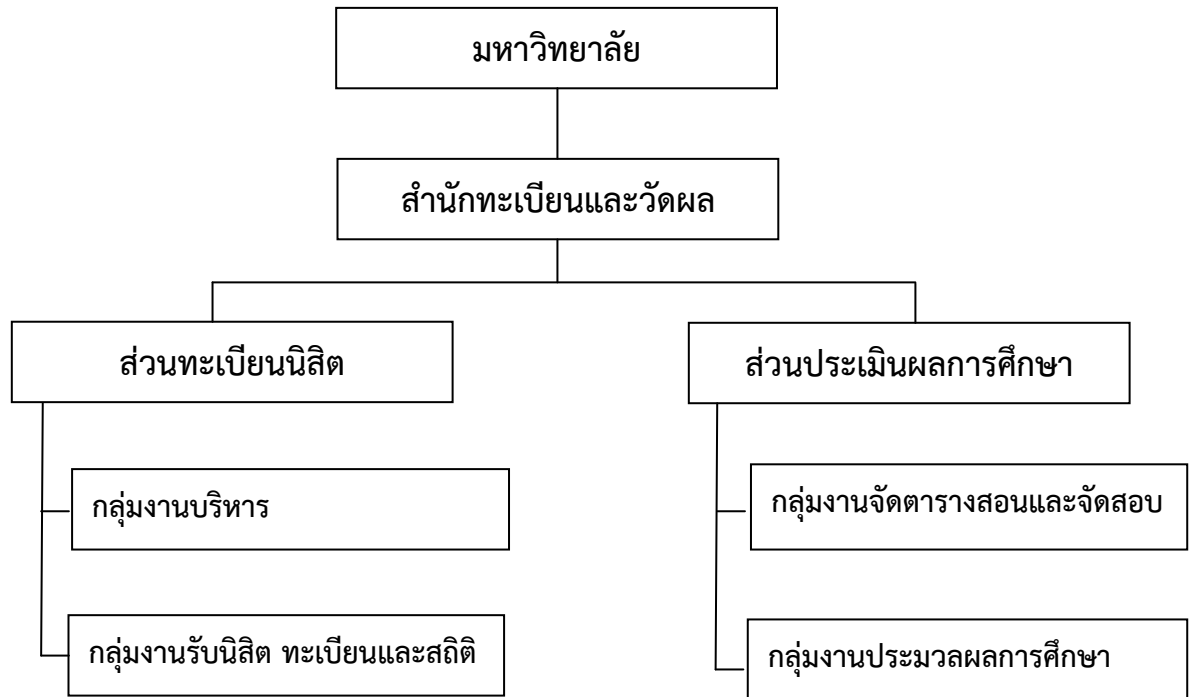 มหาวิทยาลัย
สำนักทะเบียนและวัดผล
ส่วนทะเบียนนิสิต
ส่วนประเมินผลการศึกษา
กลุ่มงานบริหาร
กลุ่มงานจัดตารางสอนและจัดสอบ
กลุ่มงานรับนิสิต ทะเบียนและสถิติ
กลุ่มงานประมวลผลการศึกษา